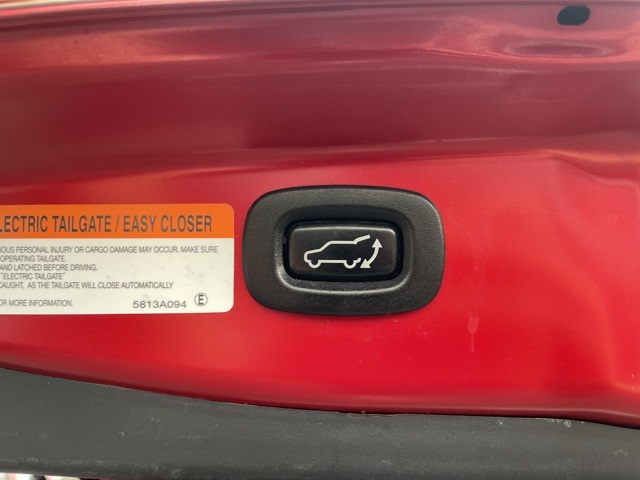 LECTRIC TAILGATE / EASY CLOSER
IOUS PERSONAL INJURY OR CARGO DAMAGE MAY OCCUR. MAKE SURE
OPERATING TAILGATE.
AND LATCHED BEFORE DRIVING.
"ELECTRIC TAILGATE"
CAUGHT, AS THE TAILGATE WILL CLOSE AUTOMATICALLY
OR MORE INFORMATION.
5813A094 E